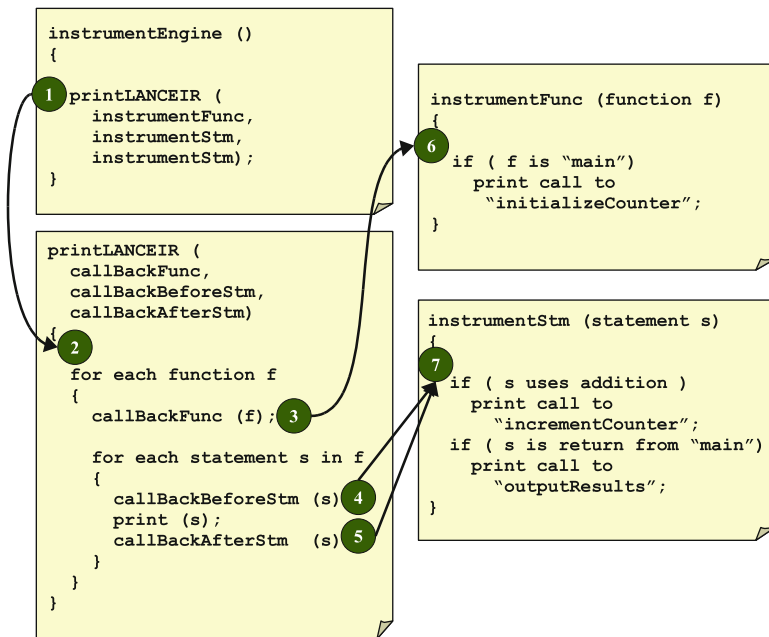 instrumentEngine ()
{
1 printLANCEIR (
instrumentFunc,
instrumentStm,
instrumentStm);
}
printLANCEIR (
callBackFunc,
callBackBeforeStm,
callBackAfterStm)
{
2
for each function f
{
callBackFunc (f); 3
for each statement s in f
{
callBackBeforeStm (s) 4
print (s);
callBackAfterStm (s) 5
}
}
}
instrumentFunc (function f)
{
6
if ( f is “main”)
print call to
“initializeCounter”;
}
instrumentStm (statement s)
{
7
if ( s uses addition )
print call to
“incrementCounter”;
if ( s is return from “main”)
print call to
“outputResults”;
}